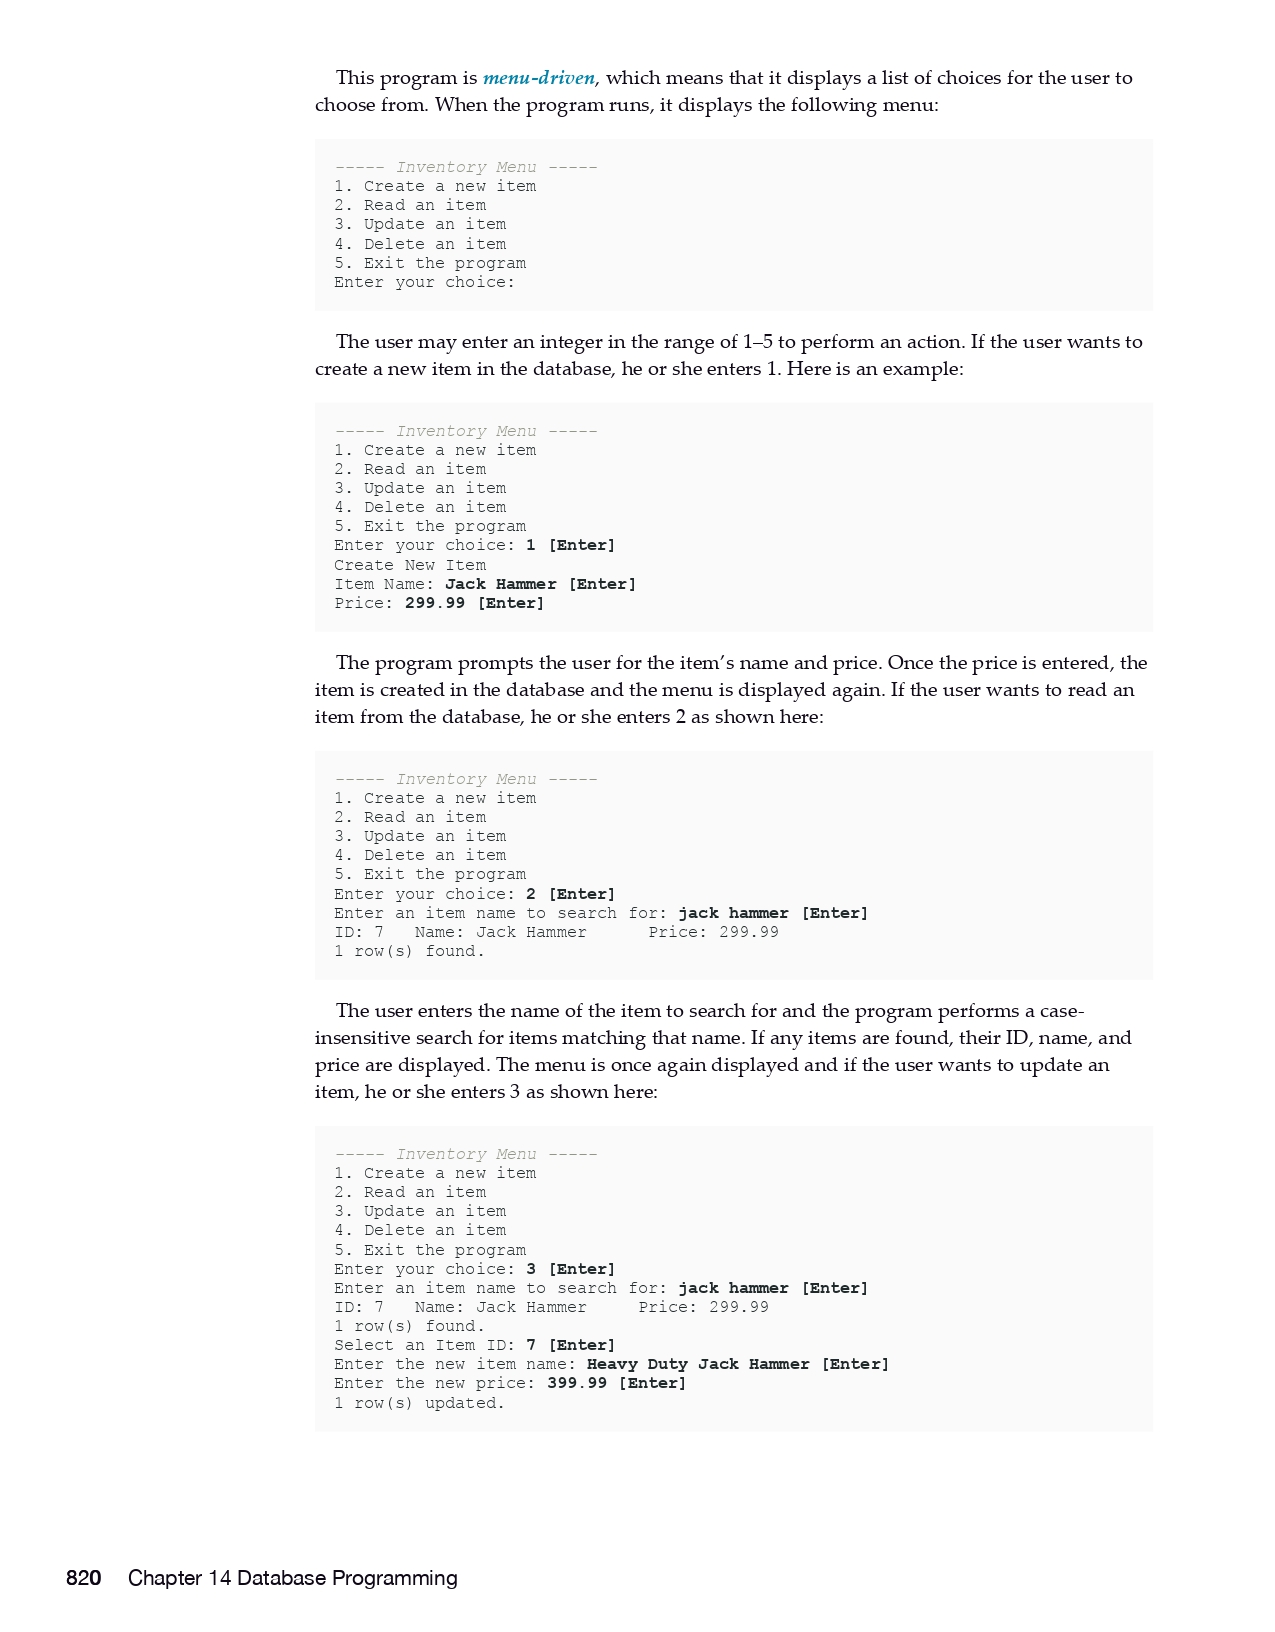 This program is menu-driven, which means that it displays a list of choices for the user to
choose from. When the program runs, it displays the following menu:
----- Inventory Menu -----
1. Create a new item
2. Read an item
3. Update an item
4. Delete an item
5. Exit the program
Enter your choice:
The user may enter an integer in the range of 1–5 to perform an action. If the user wants to
create a new item in the database, he or she enters 1. Here is an example:
----- Inventory Menu -----
1. Create a new item
2. Read an item
3. Update an item
4. Delete an item
5. Exit the program
Enter your choice: 1 [Enter]
Create New Item
Item Name: Jack Hammer [Enter]
Price: 299.99 [Enter]
The program prompts the user for the item’s name and price. Once the price is entered, the
item is created in the database and the menu is displayed again. If the user wants to read an
item from the database, he or she enters 2 as shown here:
----- Inventory Menu -----
1. Create a new item
2. Read an item
3. Update an item
4. Delete an item
5. Exit the program
Enter your choice: 2 [Enter]
Enter an item name to search for: jack hammer [Enter]
ID: 7   Name: Jack Hammer      Price: 299.99
1 row(s) found.
The user enters the name of the item to search for and the program performs a case-
insensitive search for items matching that name. If any items are found, their ID, name, and
price are displayed. The menu is once again displayed and if the user wants to update an
item, he or she enters 3 as shown here:
----- Inventory Menu -----
1. Create a new item
2. Read an item
3. Update an item
4. Delete an item
5. Exit the program
Enter your choice: 3 [Enter]
Enter an item name to search for: jack hammer [Enter]
ID: 7   Name: Jack Hammer     Price: 299.99
1 row(s) found.
Select an Item ID: 7 [Enter]
Enter the new item name: Heavy Duty Jack Hammer [Enter]
Enter the new price: 399.99 [Enter]
1 row(s) updated.
820 Chapter 14 Database Programming